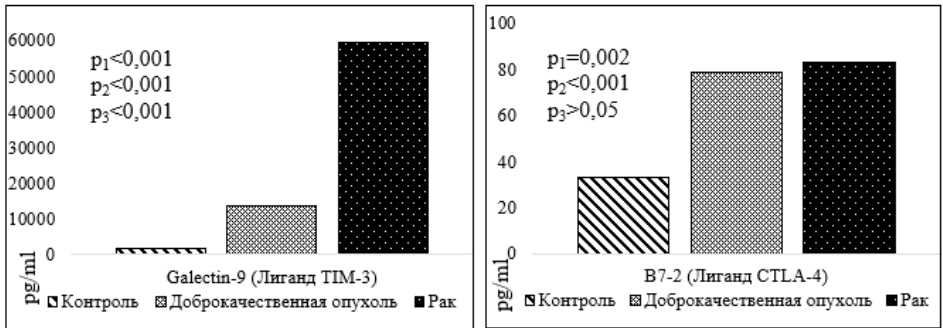 60000
50000
40000
30000
20000
10000
0
pg/ml
p₁<0,001
p₂<0,001
p₃<0,001
Galectin-9 (Лиганд TIM-3)
Контроль Доброкачественная опухоль Рак
100
80
60
40
20
0
pg/ml
p₁=0,002
p₂<0,001
p₃>0,05
B7-2 (Лиганд CTLA-4)
Контроль Доброкачественная опухоль Рак